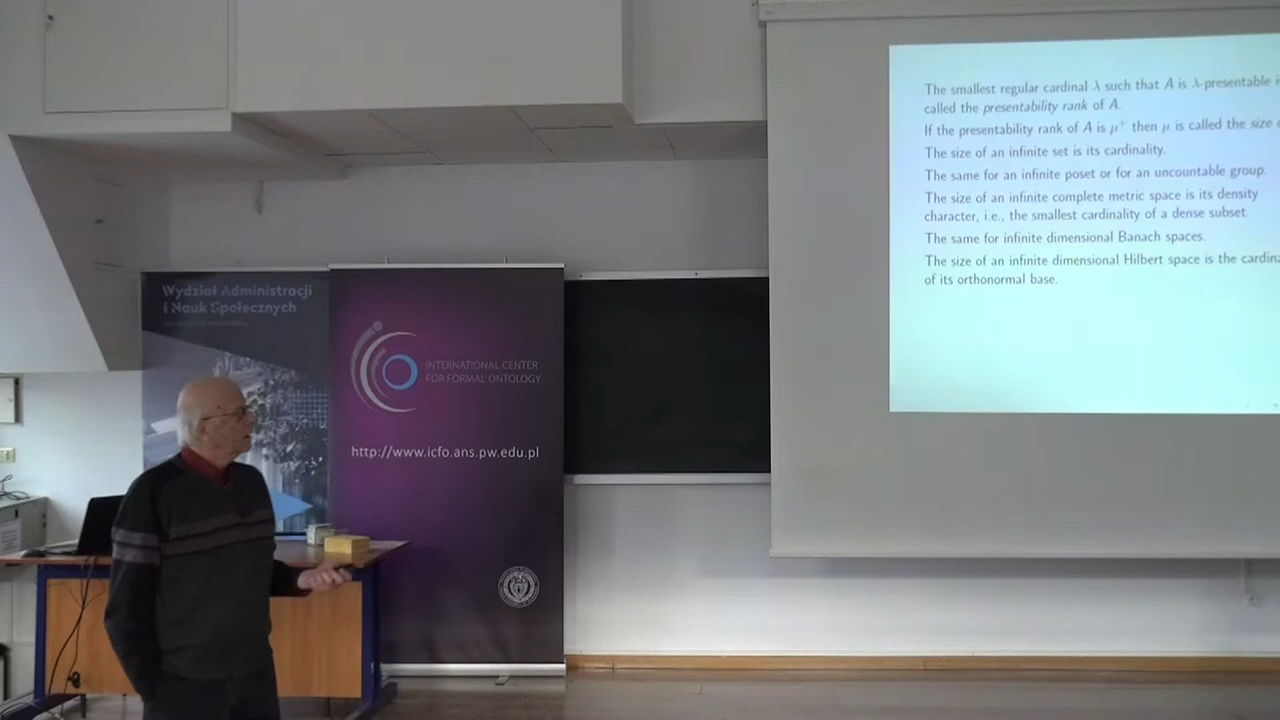 The smallest regular cardinal λ such that A is λ-presentable is
called the presentability rank of A.
If the presentability rank of A is μ⁺ then μ is called the size
The size of an infinite set is its cardinality.
The same for an infinite poset or for an uncountable group.
The size of an infinite complete metric space is its density
character, i.e., the smallest cardinality of a dense subset.
The same for infinite dimensional Banach spaces.
The size of an infinite dimensional Hilbert space is the
of its orthonormal base.
Wydział Administracji
i Nauk Społecznych
INTERNATIONAL CENTER
FOR FORMAL ONTOLOGY
http://www.icfo.ans.pw.edu.pl